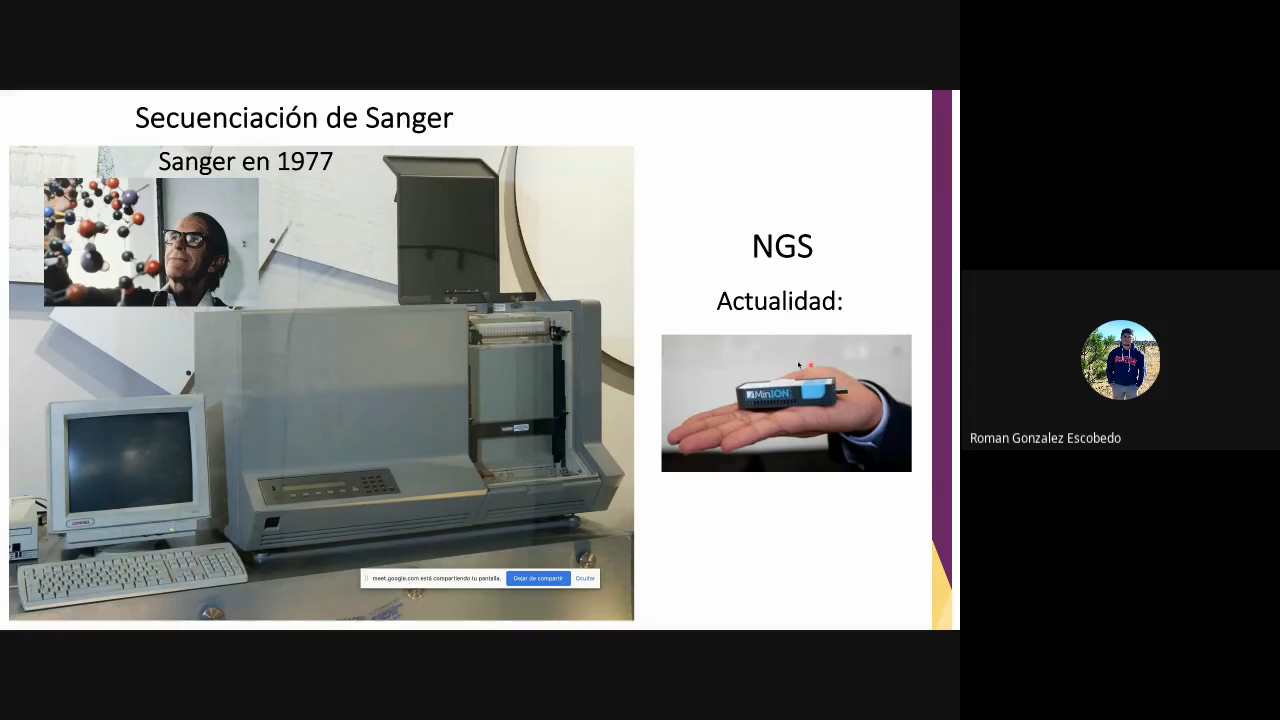 Secuenciación de Sanger
Sanger en 1977
NGS
Actualidad:
MinION
COMPAQ
meet.google.com está compartiendo tu pantalla.
Dejar de compartir
Ocultar
Roman Gonzalez Escobedo